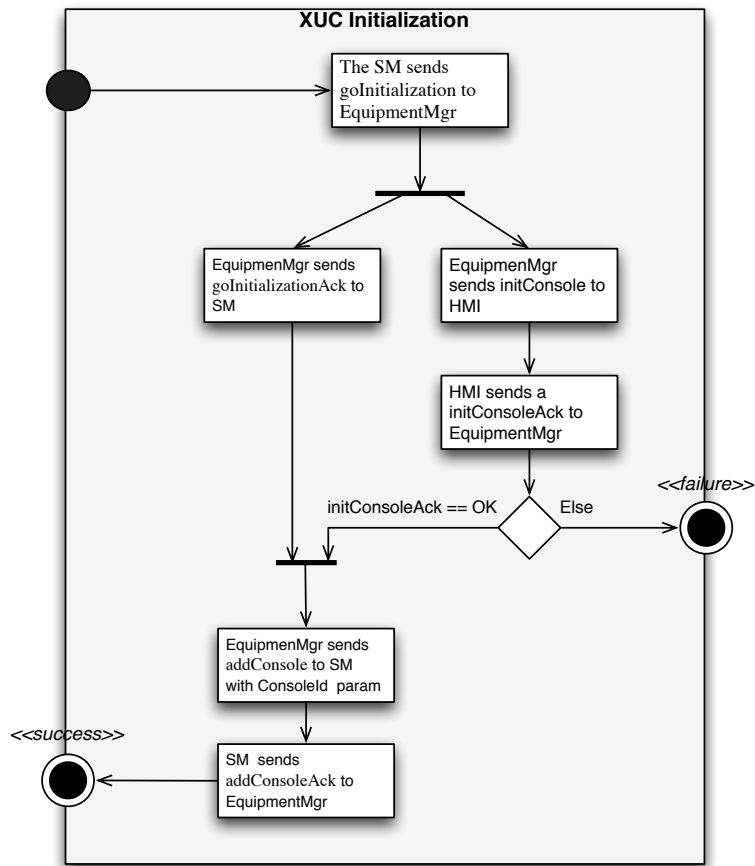 XUC Initialization
The SM sends
goInitialization to
EquipmentMgr
EquipmenMgr sends
goInitializationAck to
SM
EquipmenMgr
sends initConsole to
HMI
HMI sends a
initConsoleAck to
EquipmentMgr
<<failure>>
initConsoleAck == OK
Else
EquipmenMgr sends
addConsole to SM
with ConsoleId param
<<success>>
SM sends
addConsoleAck to
EquipmentMgr